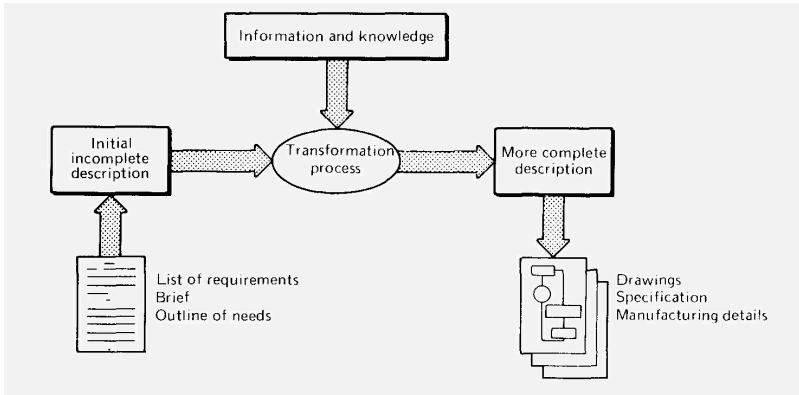 Information and knowledge
Initial
incomplete
description
Transformation
process
More complete
description
List of requirements
Brief
Outline of needs
Drawings
Specification
Manufacturing details